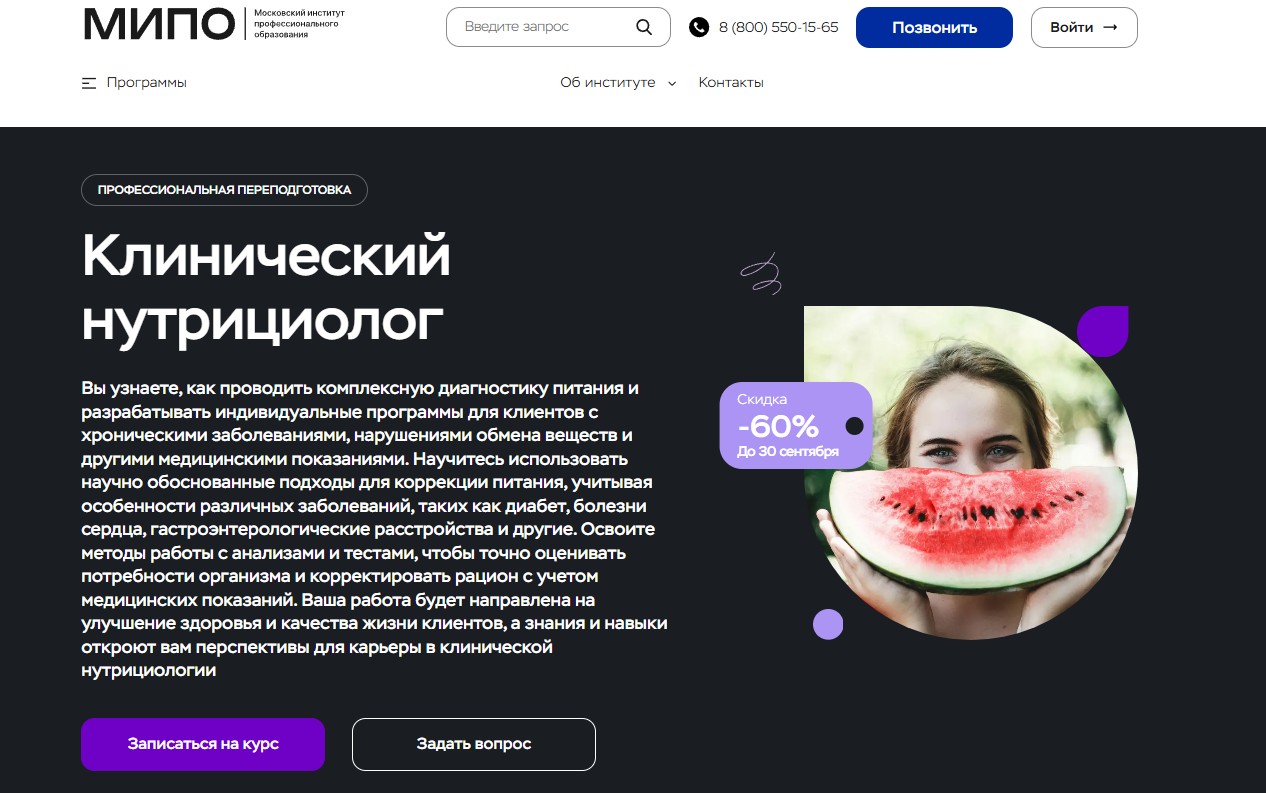 МИПО
Московский институт
профессионального
образования
Введите запрос
8 (800) 550-15-65
Позвонить
Войти →
Программы
Об институте
Контакты
ПРОФЕССИОНАЛЬНАЯ ПЕРЕПОДГОТОВКА
Клинический
нутрициолог
Вы узнаете, как проводить комплексную диагностику питания и
разрабатывать индивидуальные программы для клиентов с
хроническими заболеваниями, нарушениями обмена веществ и
другими медицинскими показаниями. Научитесь использовать
научно обоснованные подходы для коррекции питания, учитывая
особенности различных заболеваний, таких как диабет, болезни
сердца, гастроэнтерологические расстройства и другие. Освоите
методы работы с анализами и тестами, чтобы точно оценивать
потребности организма и корректировать рацион с учетом
медицинских показаний. Ваша работа будет направлена на
улучшение здоровья и качества жизни клиентов, а знания и навыки
откроют вам перспективы для карьеры в клинической
нутрициологии
Скидка
-60%
До 30 сентября
Записаться на курс
Задать вопрос